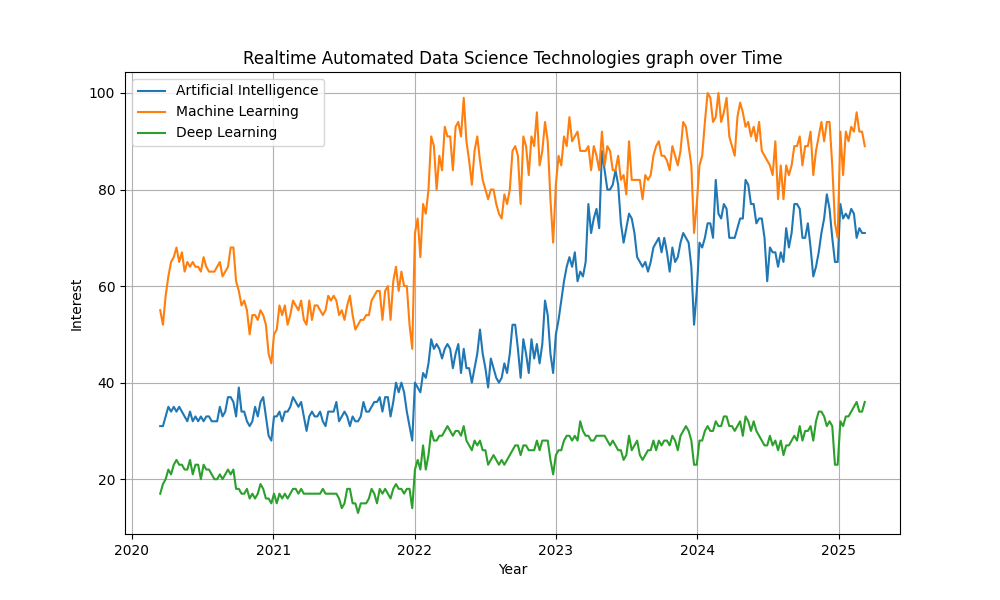 Realtime Automated Data Science Technologies graph over Time
Artificial Intelligence
Machine Learning
Deep Learning
100
80
60
40
20
Interest
2020
2021
2022
2023
2024
2025
Year